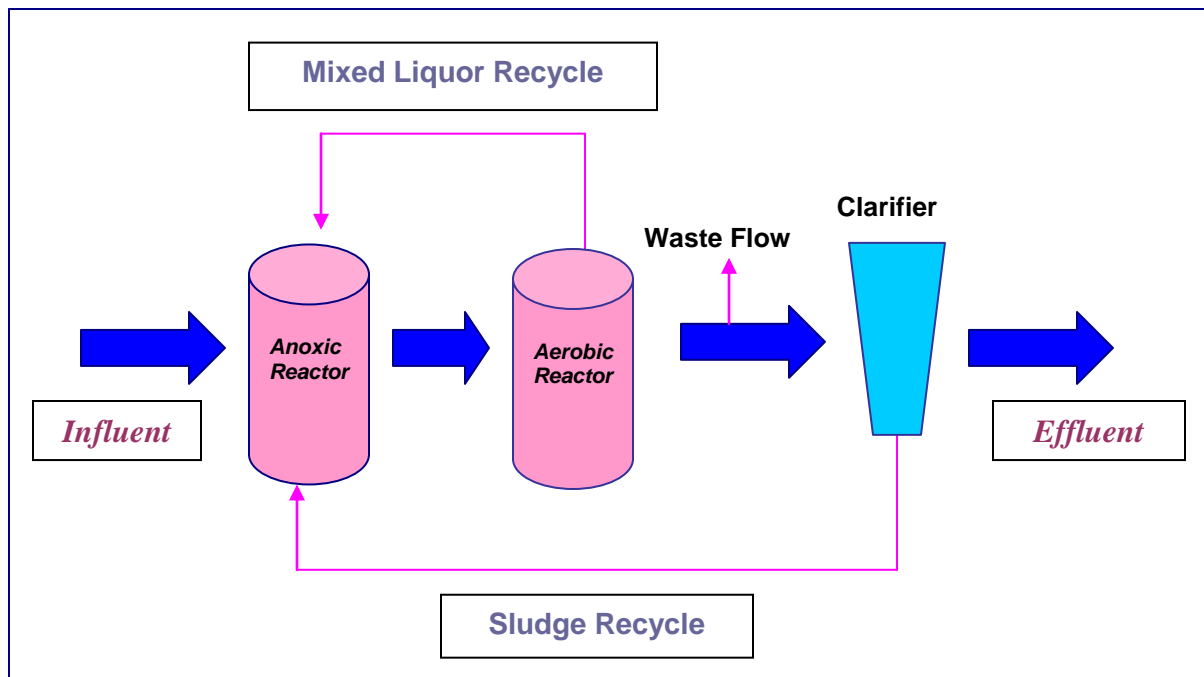 Mixed Liquor Recycle
Clarifier
Waste Flow
Anoxic
Reactor
Aerobic
Reactor
Influent
Effluent
Sludge Recycle